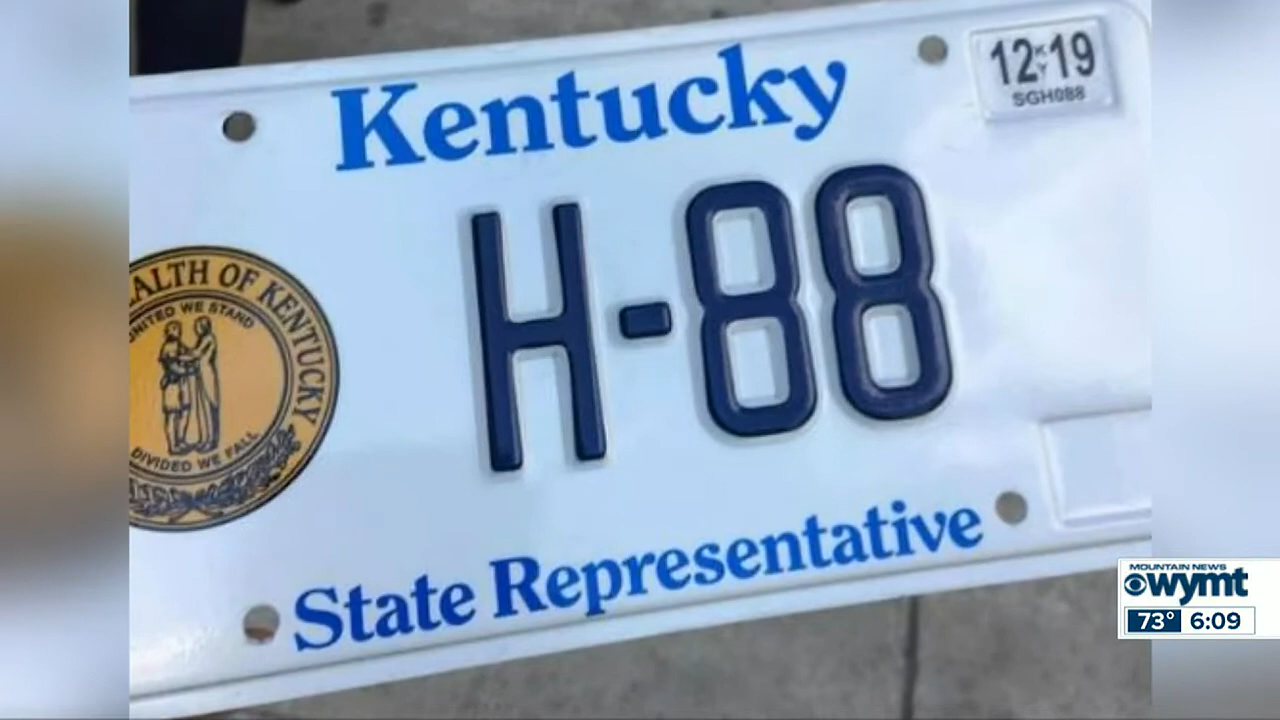 Kentucky
12 KY 19
SGH088
H-88
ALTH OF KENTUCKY
UNITED WE STAND
DIVIDED WE FALL
State Representative
MOUNTAIN NEWS
wymt
73° 6:09